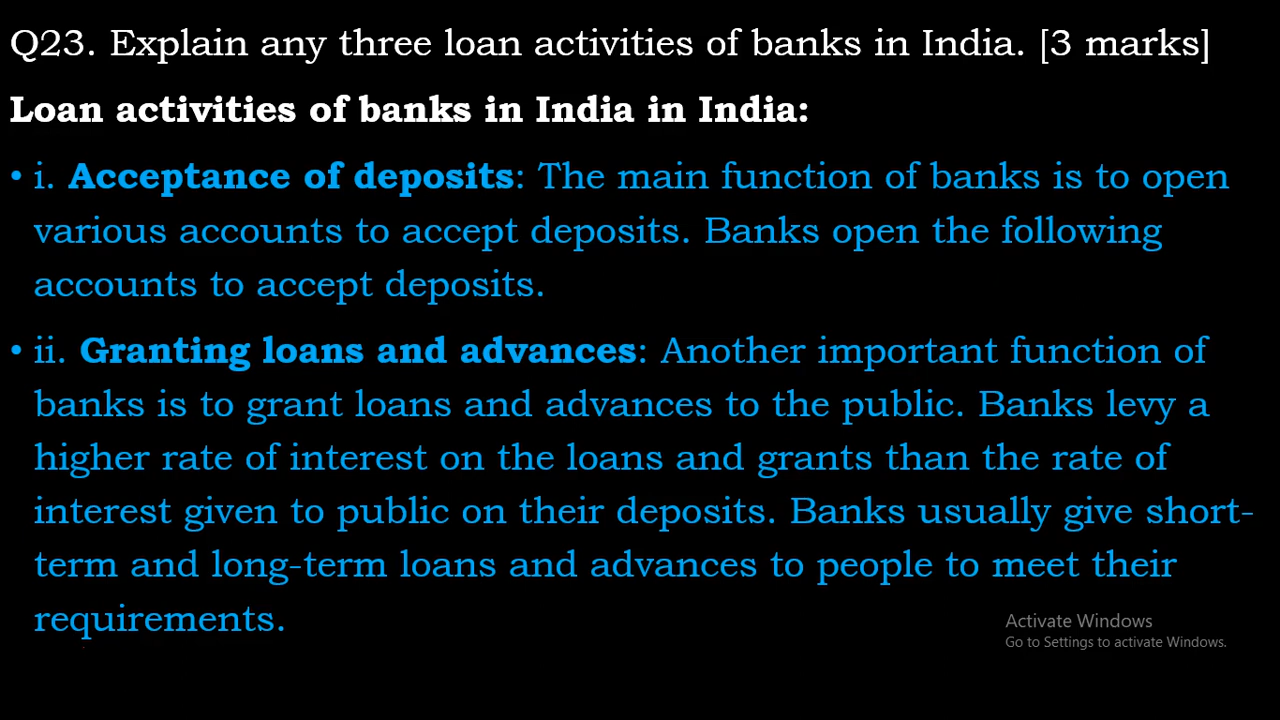 Q23. Explain any three loan activities of banks in India. [3 marks]
Loan activities of banks in India in India:
• i. Acceptance of deposits: The main function of banks is to open
various accounts to accept deposits. Banks open the following
accounts to accept deposits.
• ii. Granting loans and advances: Another important function of
banks is to grant loans and advances to the public. Banks levy a
higher rate of interest on the loans and grants than the rate of
interest given to public on their deposits. Banks usually give short-
term and long-term loans and advances to people to meet their
requirements.
Activate Windows
Go to Settings to activate Windows.